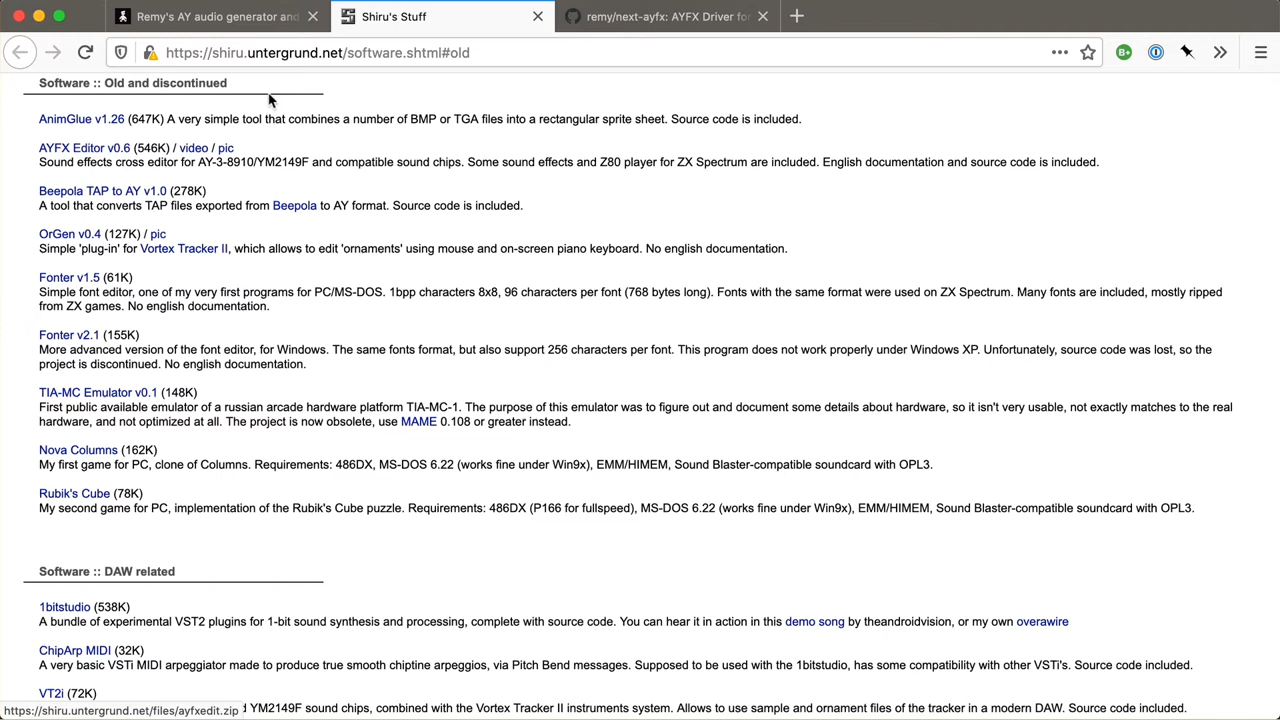 Remy's AY audio generator and
Shiru's Stuff
remy/next-ayfx: AYFX Driver for
https://shiru.untergrund.net/software.shtml#old
Software :: Old and discontinued
AnimGlue v1.26 (647K) A very simple tool that combines a number of BMP or TGA files into a rectangular sprite sheet. Source code is included.
AYFX Editor v0.6 (546K) / video / pic
Sound effects cross editor for AY-3-8910/YM2149F and compatible sound chips. Some sound effects and Z80 player for ZX Spectrum are included. English documentation and source code is included.
Beepola TAP to AY v1.0 (278K)
A tool that converts TAP files exported from Beepola to AY format. Source code is included.
OrGen v0.4 (127K) / pic
Simple 'plug-in' for Vortex Tracker II, which allows to edit 'ornaments' using mouse and on-screen piano keyboard. No english documentation.
Fonter v1.5 (61K)
Simple font editor, one of my very first programs for PC/MS-DOS. 1bpp characters 8x8, 96 characters per font (768 bytes long). Fonts with the same format were used on ZX Spectrum. Many fonts are included, mostly ripped
from ZX games. No english documentation.
Fonter v2.1 (155K)
More advanced version of the font editor, for Windows. The same fonts format, but also support 256 characters per font. This program does not work properly under Windows XP. Unfortunately, source code was lost, so the
project is discontinued. No english documentation.
TIA-MC Emulator v0.1 (148K)
First public available emulator of a russian arcade hardware platform TIA-MC-1. The purpose of this emulator was to figure out and document some details about hardware, so it isn't very usable, not exactly matches to the real
hardware, and not optimized at all. The project is now obsolete, use MAME 0.108 or greater instead.
Nova Columns (162K)
My first game for PC, clone of Columns. Requirements: 486DX, MS-DOS 6.22 (works fine under Win9x), EMM/HIMEM, Sound Blaster-compatible soundcard with OPL3.
Rubik's Cube (78K)
My second game for PC, implementation of the Rubik's Cube puzzle. Requirements: 486DX (P166 for fullspeed), MS-DOS 6.22 (works fine under Win9x), EMM/HIMEM, Sound Blaster-compatible soundcard with OPL3.
Software :: DAW related
1bitstudio (538K)
A bundle of experimental VST2 plugins for 1-bit sound synthesis and processing, complete with source code. You can hear it in action in this demo song by theandroidvision, or my own overawire
ChipArp MIDI (32K)
A very basic VSTi MIDI arpeggiator made to produce true smooth chiptine arpeggios, via Pitch Bend messages. Supposed to be used with the 1bitstudio, has some compatibility with other VSTi's. Source code included.
VT2i (72K)
https://shiru.untergrund.net/files/ayfxedit.zip
YM2149F sound chips, combined with the Vortex Tracker II instruments system. Allows to use sample and ornament files of the tracker in a modern DAW. Source code included.